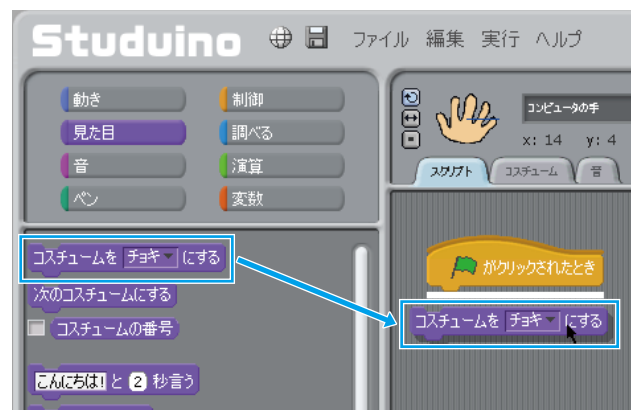 Studuino ファイル 編集 実行 ヘルプ
動き 制御
見た目 調べる
音 演算
ペン 変数
コンピュータの手
x: 14 y: 4
スクリプト コスチューム 音
コスチュームを チョキ にする
次のコスチュームにする
コスチュームの番号
こんにちは! と 2 秒言う
がクリックされたとき
コスチュームを チョキ にする